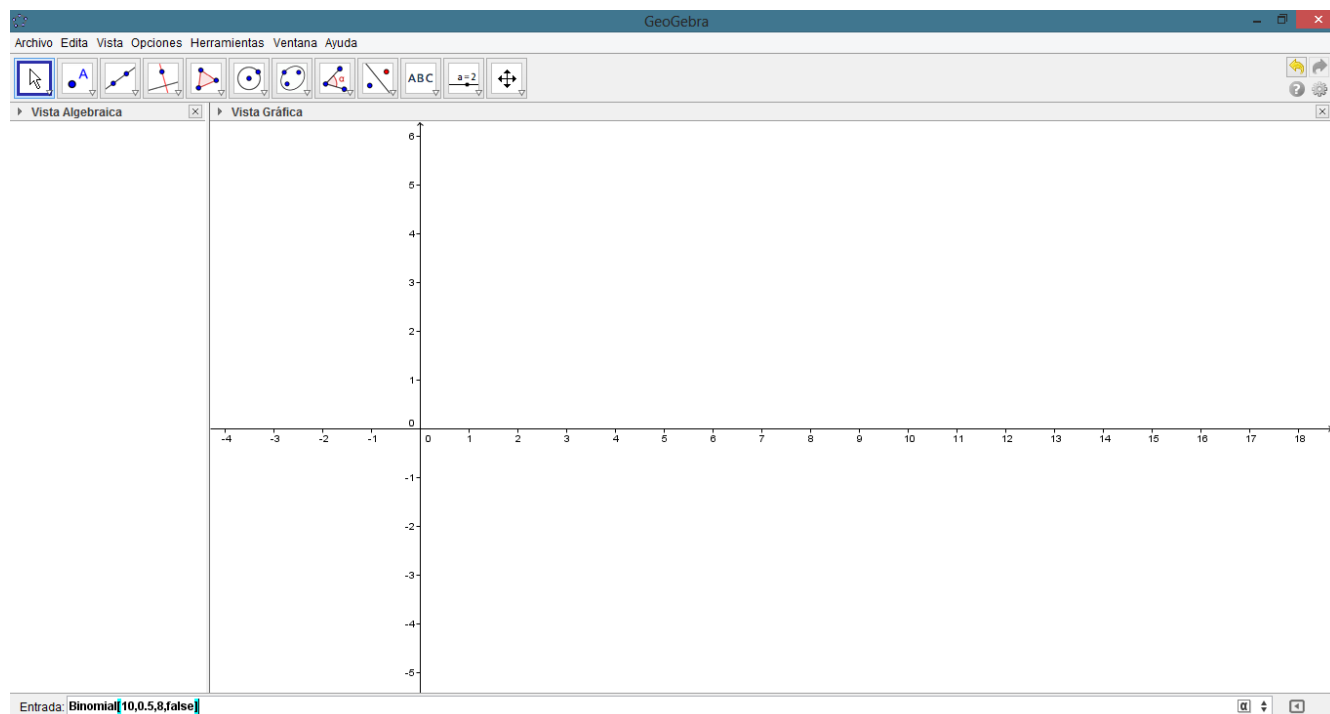 GeoGebra
Archivo Edita Vista Opciones Herramientas Ventana Ayuda
A α ABC a=2
Vista Algebraica Vista Gráfica
6
5
4
3
2
1
0
-4 -3 -2 -1 0 1 2 3 4 5 6 7 8 9 10 11 12 13 14 15 16 17 18
-1
-2
-3
-4
-5
Entrada: Binomial[10,0.5,8,false] α